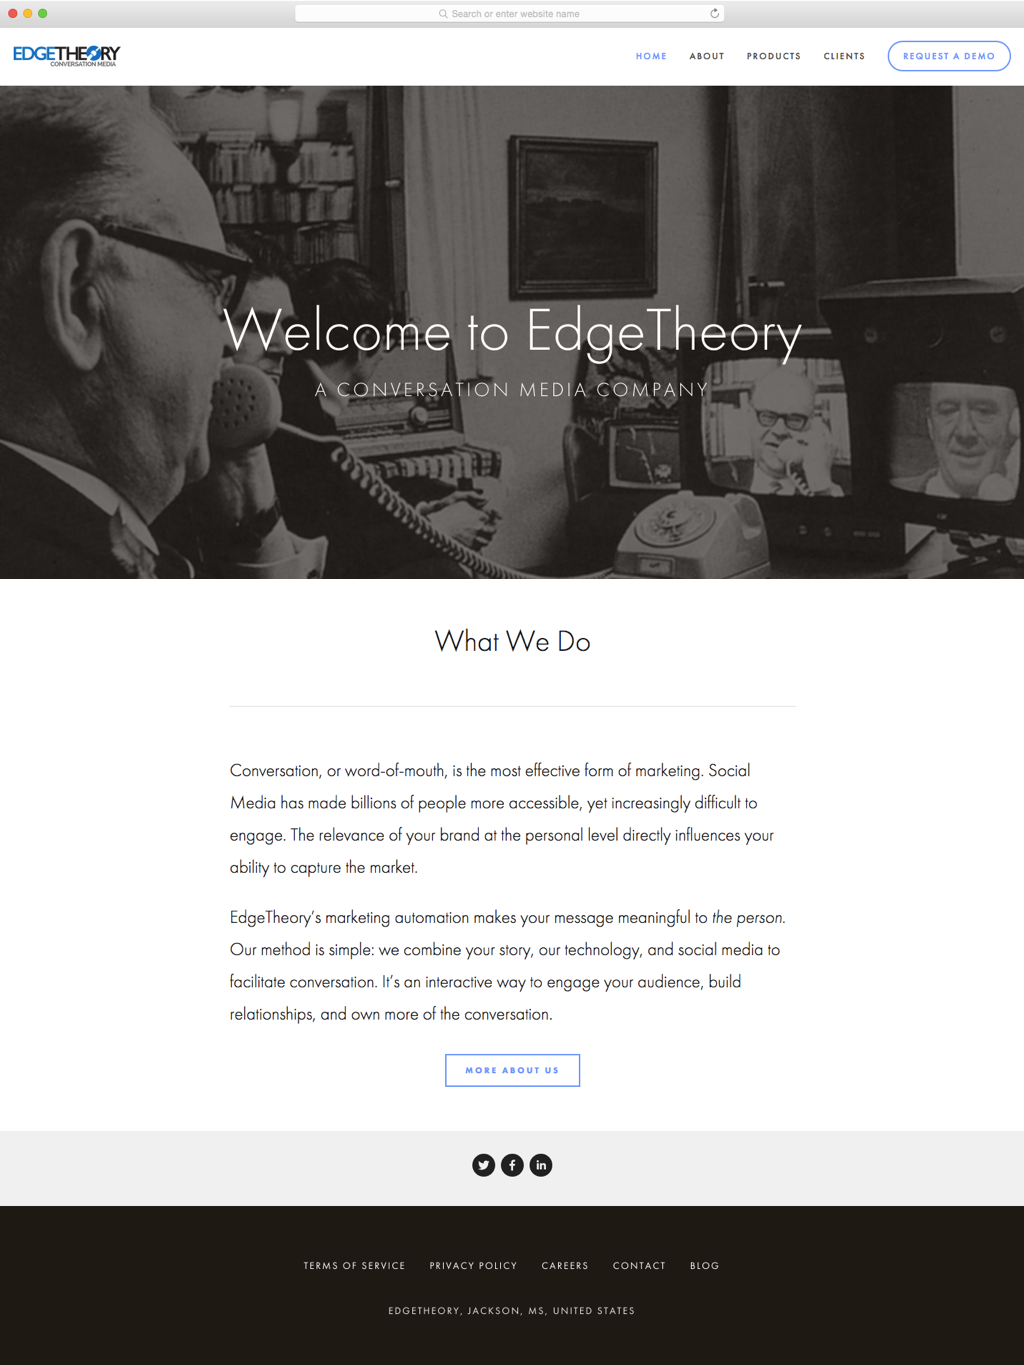 Search or enter website name
EDGETHEORY
CONVERSATION MEDIA
HOME ABOUT PRODUCTS CLIENTS REQUEST A DEMO
Welcome to EdgeTheory
A CONVERSATION MEDIA COMPANY
What We Do
Conversation, or word-of-mouth, is the most effective form of marketing. Social
Media has made billions of people more accessible, yet increasingly difficult to
engage. The relevance of your brand at the personal level directly influences your
ability to capture the market.
EdgeTheory’s marketing automation makes your message meaningful to the person.
Our method is simple: we combine your story, our technology, and social media to
facilitate conversation. It’s an interactive way to engage your audience, build
relationships, and own more of the conversation.
MORE ABOUT US
TERMS OF SERVICE PRIVACY POLICY CAREERS CONTACT BLOG
EDGETHEORY, JACKSON, MS, UNITED STATES